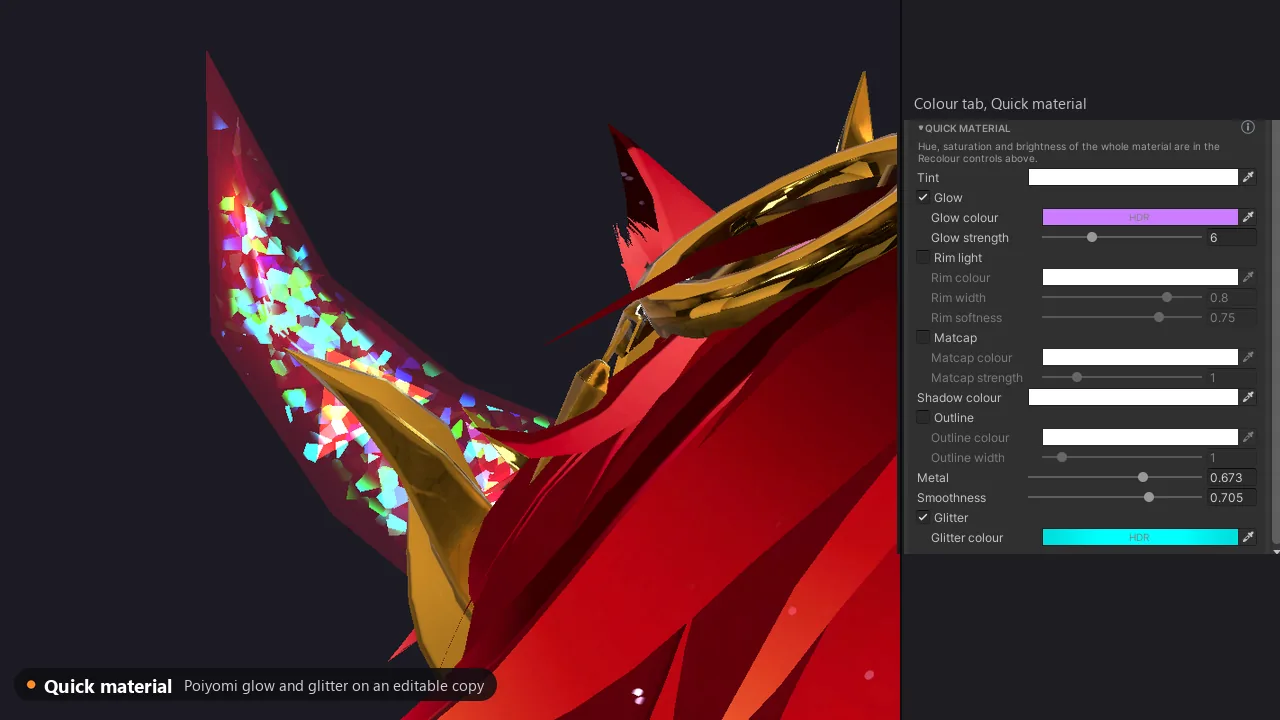 Colour tab, Quick material
QUICK MATERIAL
Hue, saturation and brightness of the whole material are in the
Recolour controls above.
Tint
Glow
Glow colour HDR
Glow strength 6
Rim light
Rim colour
Rim width 0.8
Rim softness 0.75
Matcap
Matcap colour
Matcap strength 1
Shadow colour
Outline
Outline colour
Outline width 1
Metal 0.673
Smoothness 0.705
Glitter
Glitter colour HDR
Quick material Poiyomi glow and glitter on an editable copy